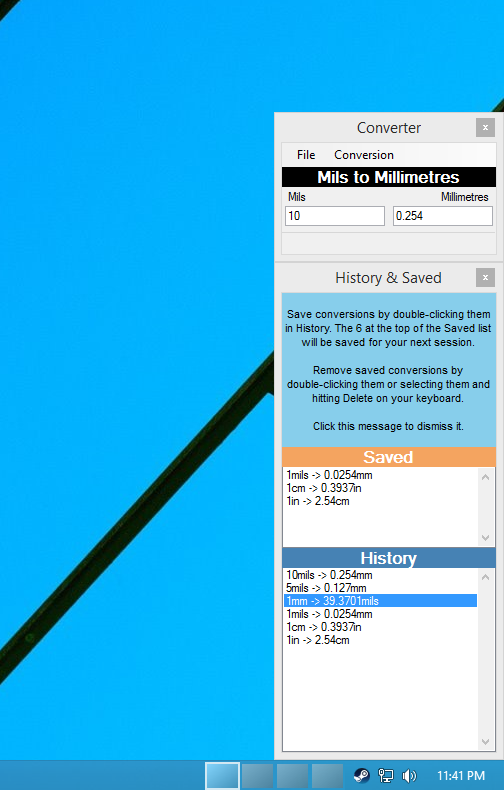 Converter
x
File Conversion
Mils to Millimetres
Mils Millimetres
10 0.254
History & Saved
x
Save conversions by double-clicking them
in History. The 6 at the top of the Saved list
will be saved for your next session.
Remove saved conversions by
double-clicking them or selecting them and
hitting Delete on your keyboard.
Click this message to dismiss it.
Saved
1mils -> 0.0254mm
1cm -> 0.3937in
1in -> 2.54cm
History
10mils -> 0.254mm
5mils -> 0.127mm
1mm -> 39.3701mils
1mils -> 0.0254mm
1cm -> 0.3937in
1in -> 2.54cm
11:41 PM